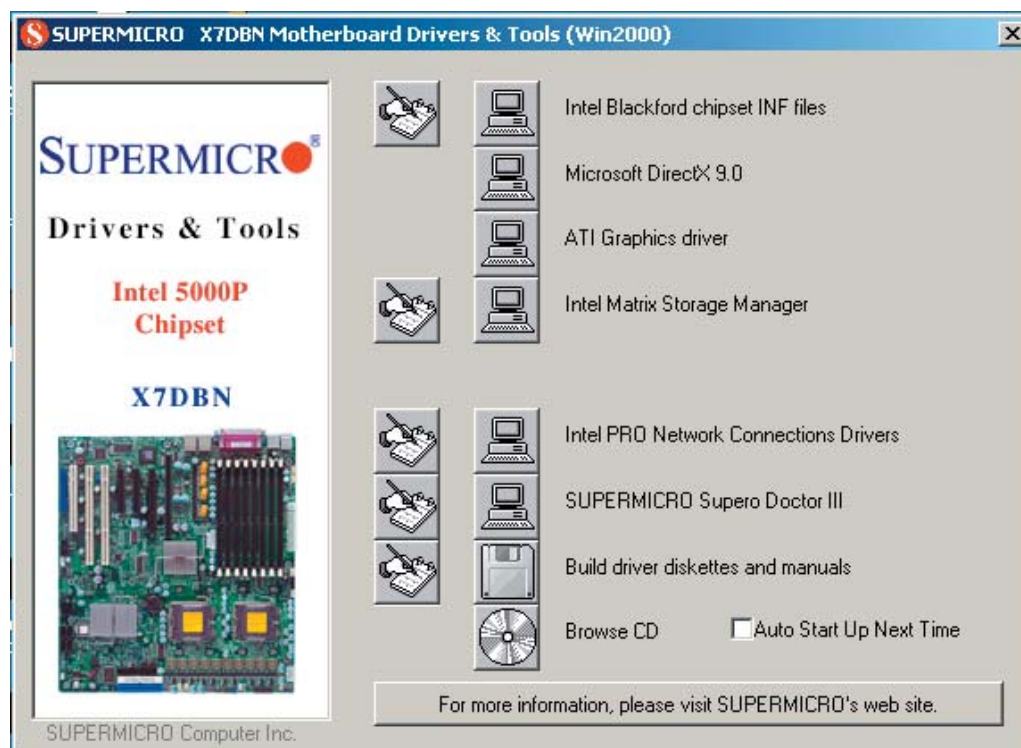 SUPERMICRO X7DBN Motherboard Drivers & Tools (Win2000)
SUPERMICRO®
Drivers & Tools
Intel 5000P
Chipset
X7DBN
SUPERMICRO Computer Inc.
Intel Blackford chipset INF files
Microsoft DirectX 9.0
ATI Graphics driver
Intel Matrix Storage Manager
Intel PRO Network Connections Drivers
SUPERMICRO Supero Doctor III
Build driver diskettes and manuals
Browse CD
Auto Start Up Next Time
For more information, please visit SUPERMICRO's web site.